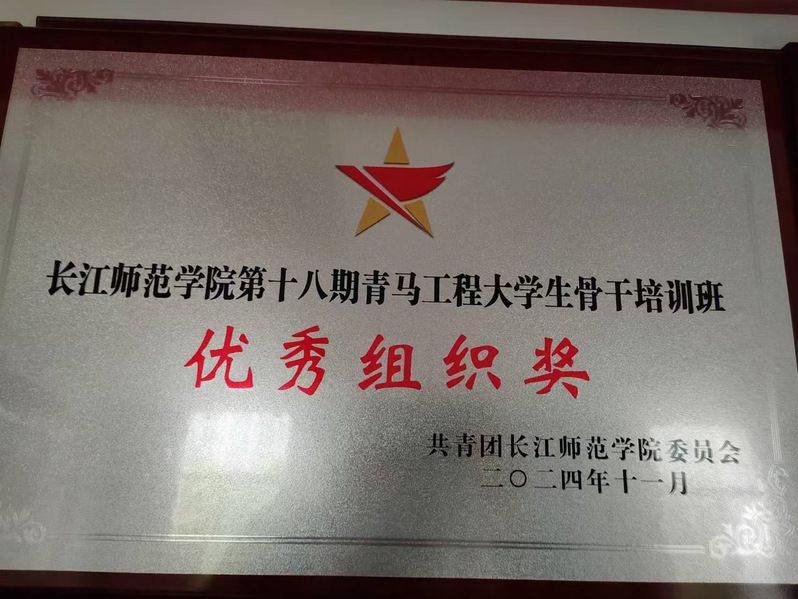 长江师范学院第十八期青马工程大学生骨干培训班
优秀组织奖
共青团长江师范学院委员会
二〇二四年十一月